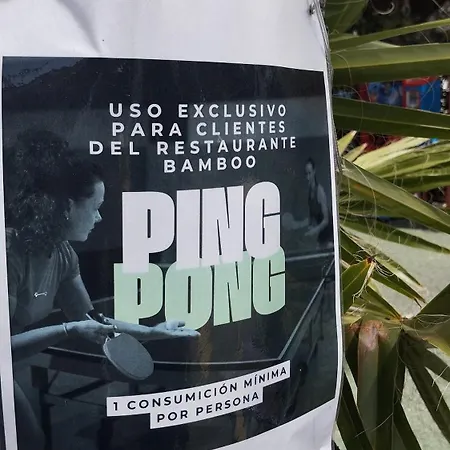 USO EXCLUSIVO
PARA CLIENTES
DEL RESTAURANTE
BAMBOO
PING
PONG
1 CONSUMICIÓN MÍNIMA
POR PERSONA